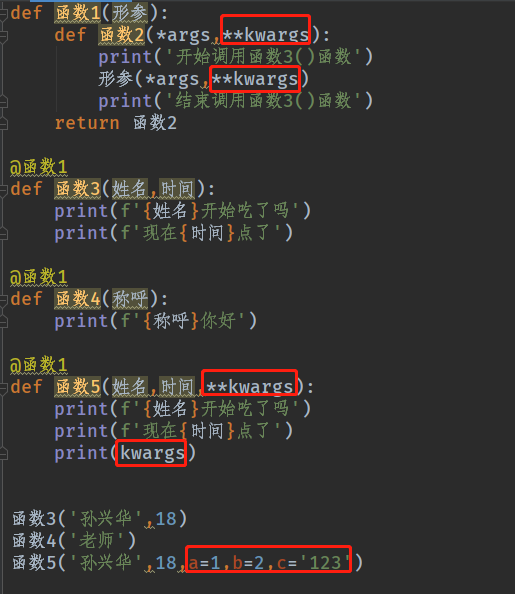 def 函数1(形参):
    def 函数2(*args,**kwargs):
        print('开始调用函数3()函数')
        形参(*args,**kwargs)
        print('结束调用函数3()函数')
    return 函数2
@函数1
def 函数3(姓名,时间):
    print(f'{姓名}开始吃了吗')
    print(f'现在{时间}点了')
@函数1
def 函数4(称呼):
    print(f'{称呼}你好')
@函数1
def 函数5(姓名,时间,**kwargs):
    print(f'{姓名}开始吃了吗')
    print(f'现在{时间}点了')
    print(kwargs)
函数3('孙兴华',18)
函数4('老师')
函数5('孙兴华',18,a=1,b=2,c='123')